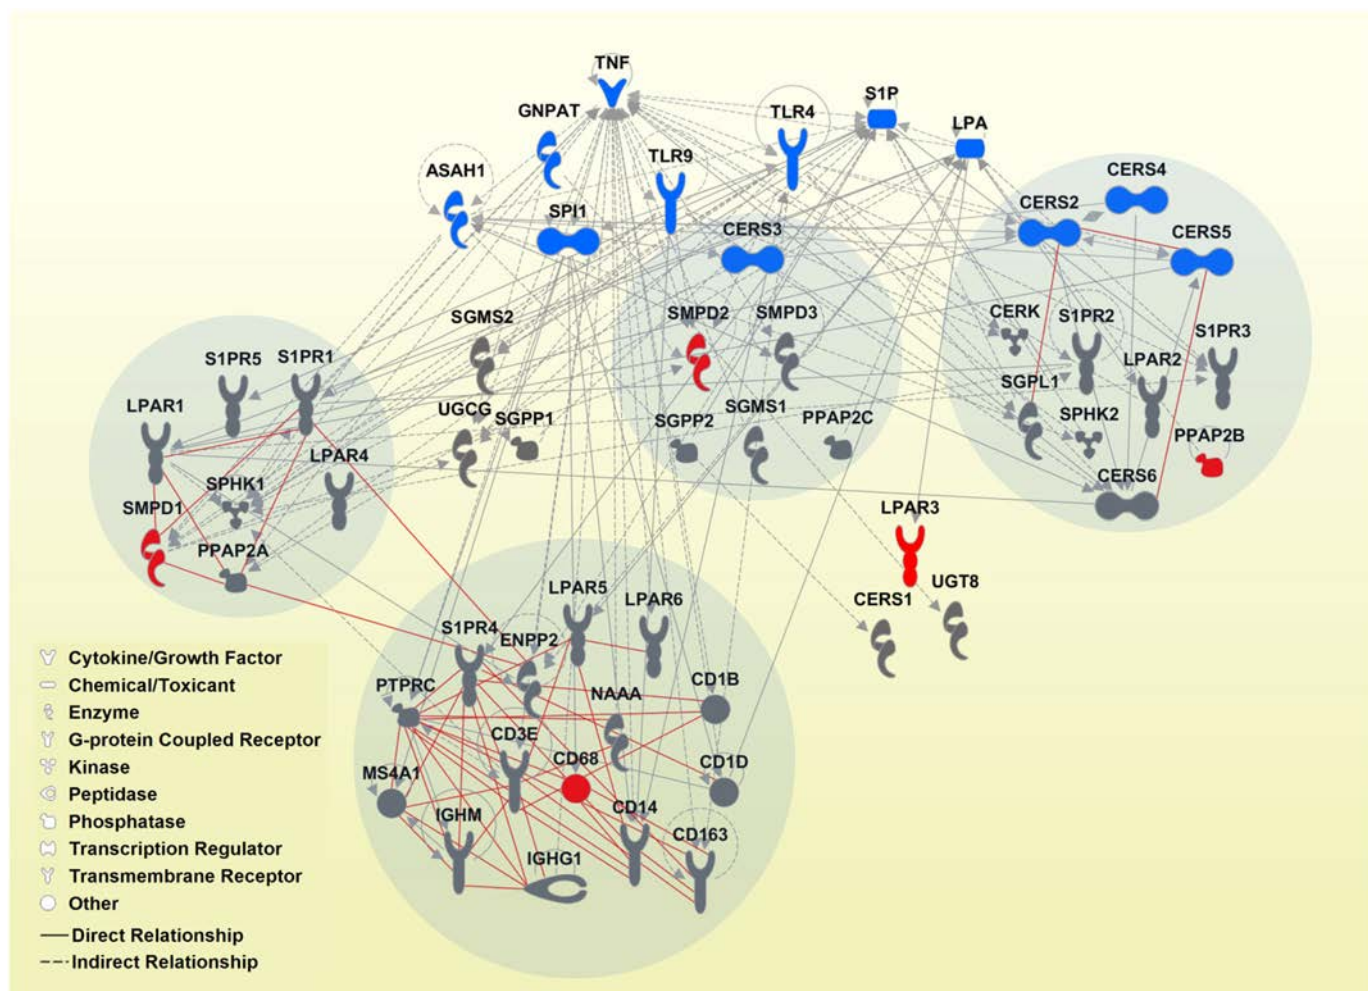 TNF
S1P
GNPAT
TLR4
LPA
TLR9
ASAH1
CERS4
CERS2
SPI1
CERS3
CERS5
SGMS2
SMPD2
SMPD3
CERK
S1PR2
S1PR3
S1PR5
S1PR1
LPAR2
SGPL1
LPAR1
UGCG
SGPP1
SGPP2
SGMS1
PPAP2C
SPHK2
PPAP2B
LPAR4
SPHK1
CERS6
SMPD1
LPAR3
PPAP2A
UGT8
LPAR5
LPAR6
CERS1
S1PR4
ENPP2
PTPRC
NAAA
CD1B
CD3E
CD68
CD1D
MS4A1
IGHM
CD14
CD163
IGHG1
Cytokine/Growth Factor
Chemical/Toxicant
Enzyme
G-protein Coupled Receptor
Kinase
Peptidase
Phosphatase
Transcription Regulator
Transmembrane Receptor
Other
Direct Relationship
Indirect Relationship